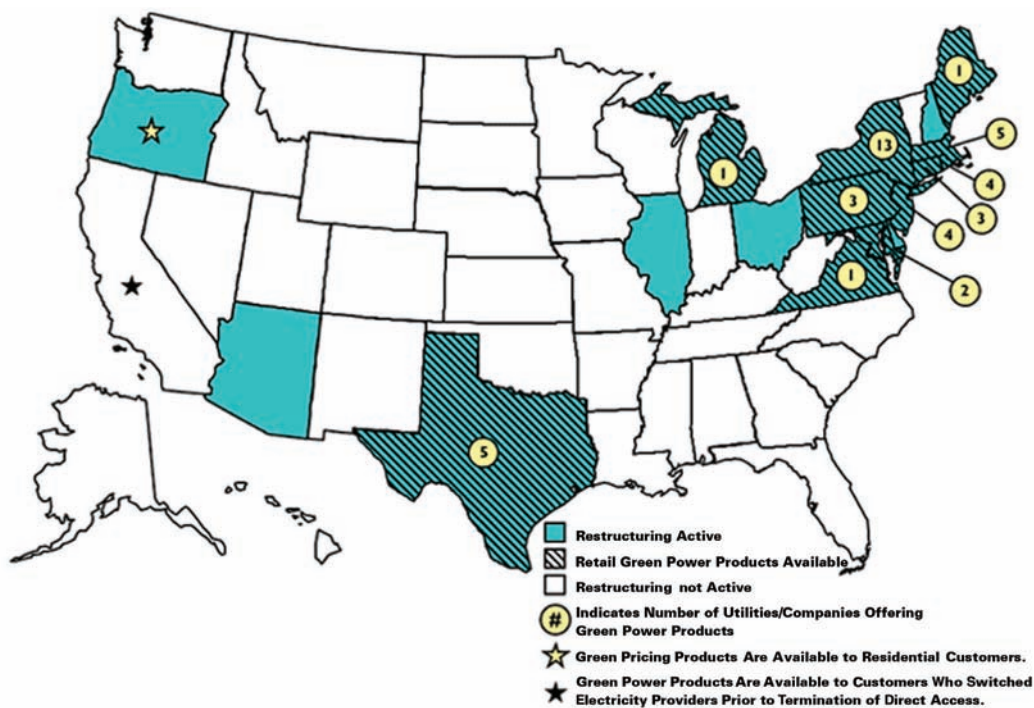 1
13
5
1
4
3
3
4
1
2
5
Restructuring Active
Retail Green Power Products Available
Restructuring not Active
# Indicates Number of Utilities/Companies Offering
Green Power Products
Green Pricing Products Are Available to Residential Customers.
Green Power Products Are Available to Customers Who Switched
Electricity Providers Prior to Termination of Direct Access.